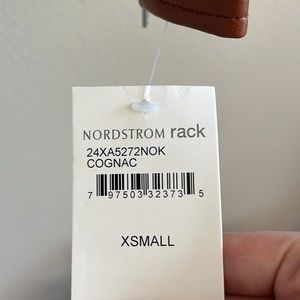 NORDSTROM rack
24XA5272NOK
COGNAC
7 97503 32373 5
XSMALL